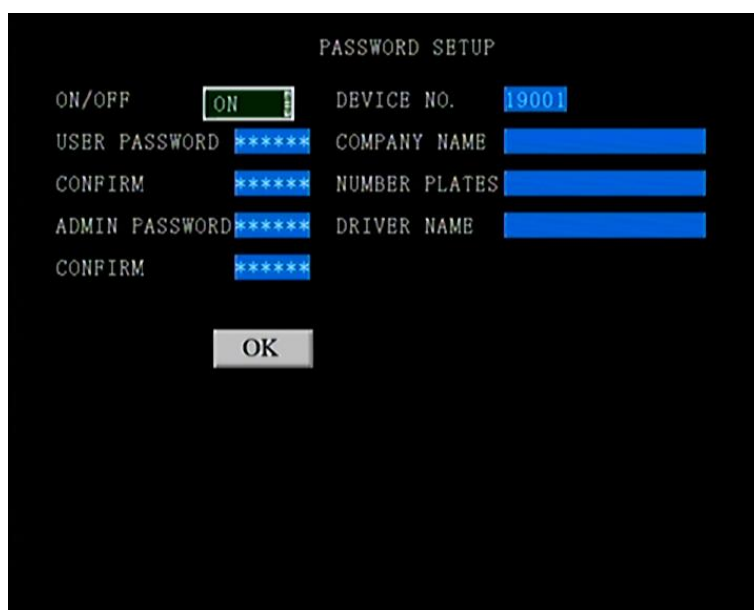 PASSWORD SETUP
ON/OFF ON DEVICE NO. 19001
USER PASSWORD ****** COMPANY NAME
CONFIRM ****** NUMBER PLATES
ADMIN PASSWORD ****** DRIVER NAME
CONFIRM ******
OK